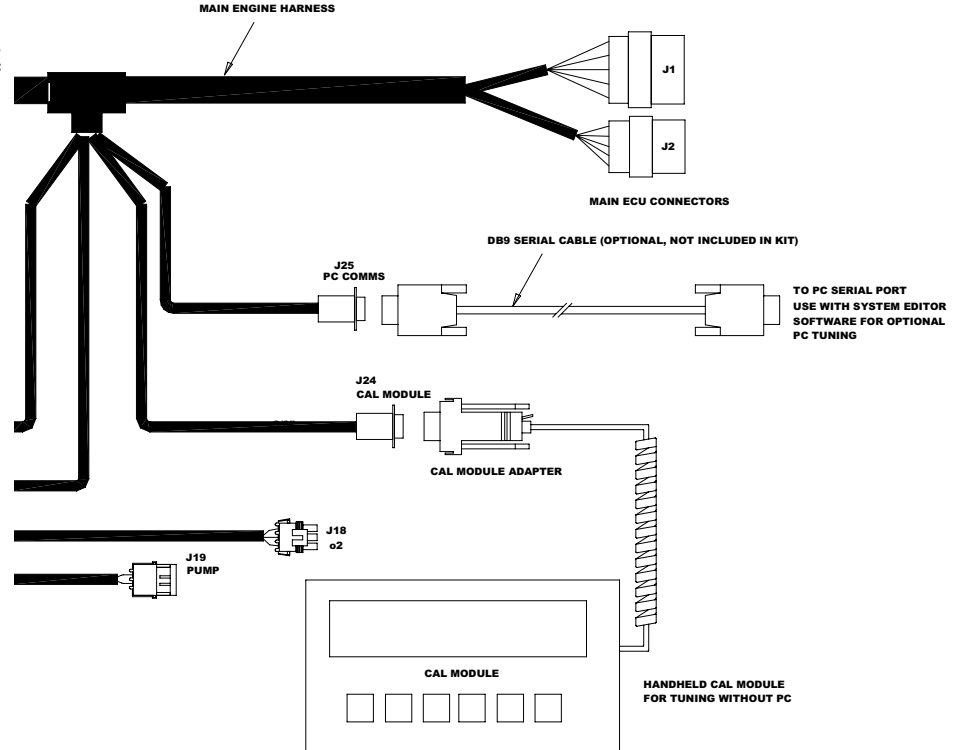 MAIN ENGINE HARNESS
J1
J2
MAIN ECU CONNECTORS
DB9 SERIAL CABLE (OPTIONAL, NOT INCLUDED IN KIT)
J25
PC COMMS
TO PC SERIAL PORT
USE WITH SYSTEM EDITOR
SOFTWARE FOR OPTIONAL
PC TUNING
J24
CAL MODULE
CAL MODULE ADAPTER
J18
o2
J19
PUMP
CAL MODULE
HANDHELD CAL MODULE
FOR TUNING WITHOUT PC